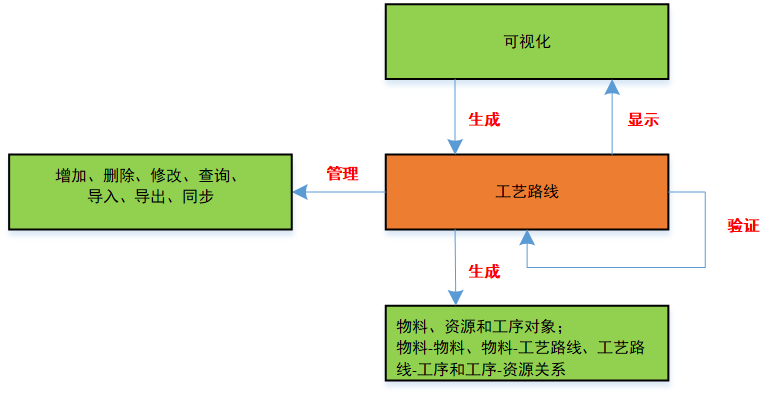 可视化
生成
显示
增加、删除、修改、查询、
导入、导出、同步
管理
工艺路线
验证
生成
物料、资源和工序对象；
物料-物料、物料-工艺路线、工艺路
线-工序和工序-资源关系